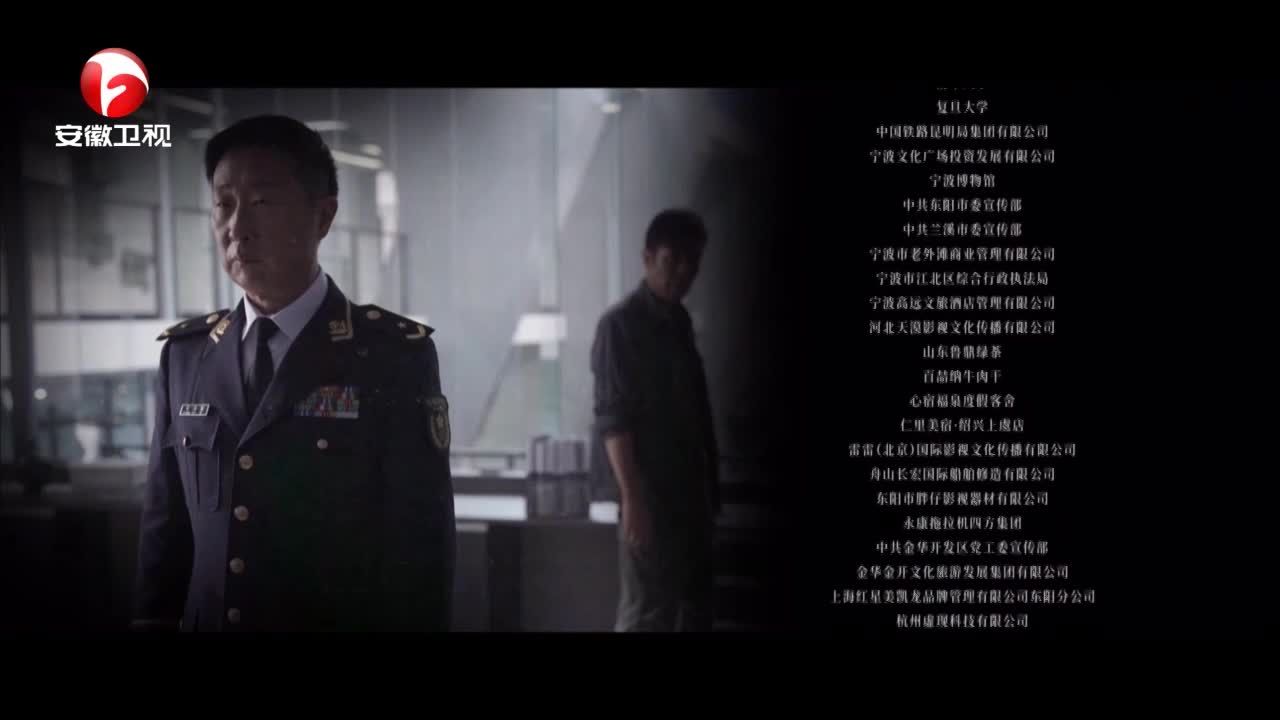 安徽卫视
复旦大学
中国铁路昆明局集团有限公司
宁波文化广场投资发展有限公司
宁波博物馆
中共东阳市委宣传部
中共兰溪市委宣传部
宁波市老外滩商业管理有限公司
宁波市江北区综合行政执法局
宁波高远文旅酒店管理有限公司
河北天漠影视文化传播有限公司
山东鲁鼎绿茶
百喆纳牛肉干
心宿福泉度假客舍
仁里美宿·绍兴上虞店
雷雷(北京)国际影视文化传播有限公司
舟山长宏国际船舶修造有限公司
东阳市胖仔影视器材有限公司
永康拖拉机四方集团
中共金华开发区党工委宣传部
金华金开文化旅游发展集团有限公司
上海红星美凯龙品牌管理有限公司东阳分公司
杭州虚现科技有限公司